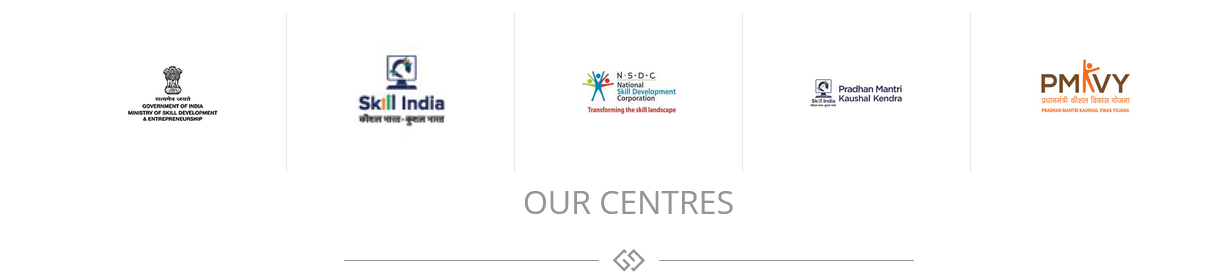 सत्यमेव जयते
GOVERNMENT OF INDIA
MINISTRY OF SKILL DEVELOPMENT
& ENTREPRENEURSHIP
Skill India
कौशल भारत-कुशल भारत
N·S·D·C
National
Skill Development
Corporation
Transforming the skill landscape
Pradhan Mantri
Kaushal Kendra
Skill India
PMKVY
प्रधानमंत्री कौशल विकास योजना
PRADHAN MANTRI KAUSHAL VIKAS YOJANA
OUR CENTRES